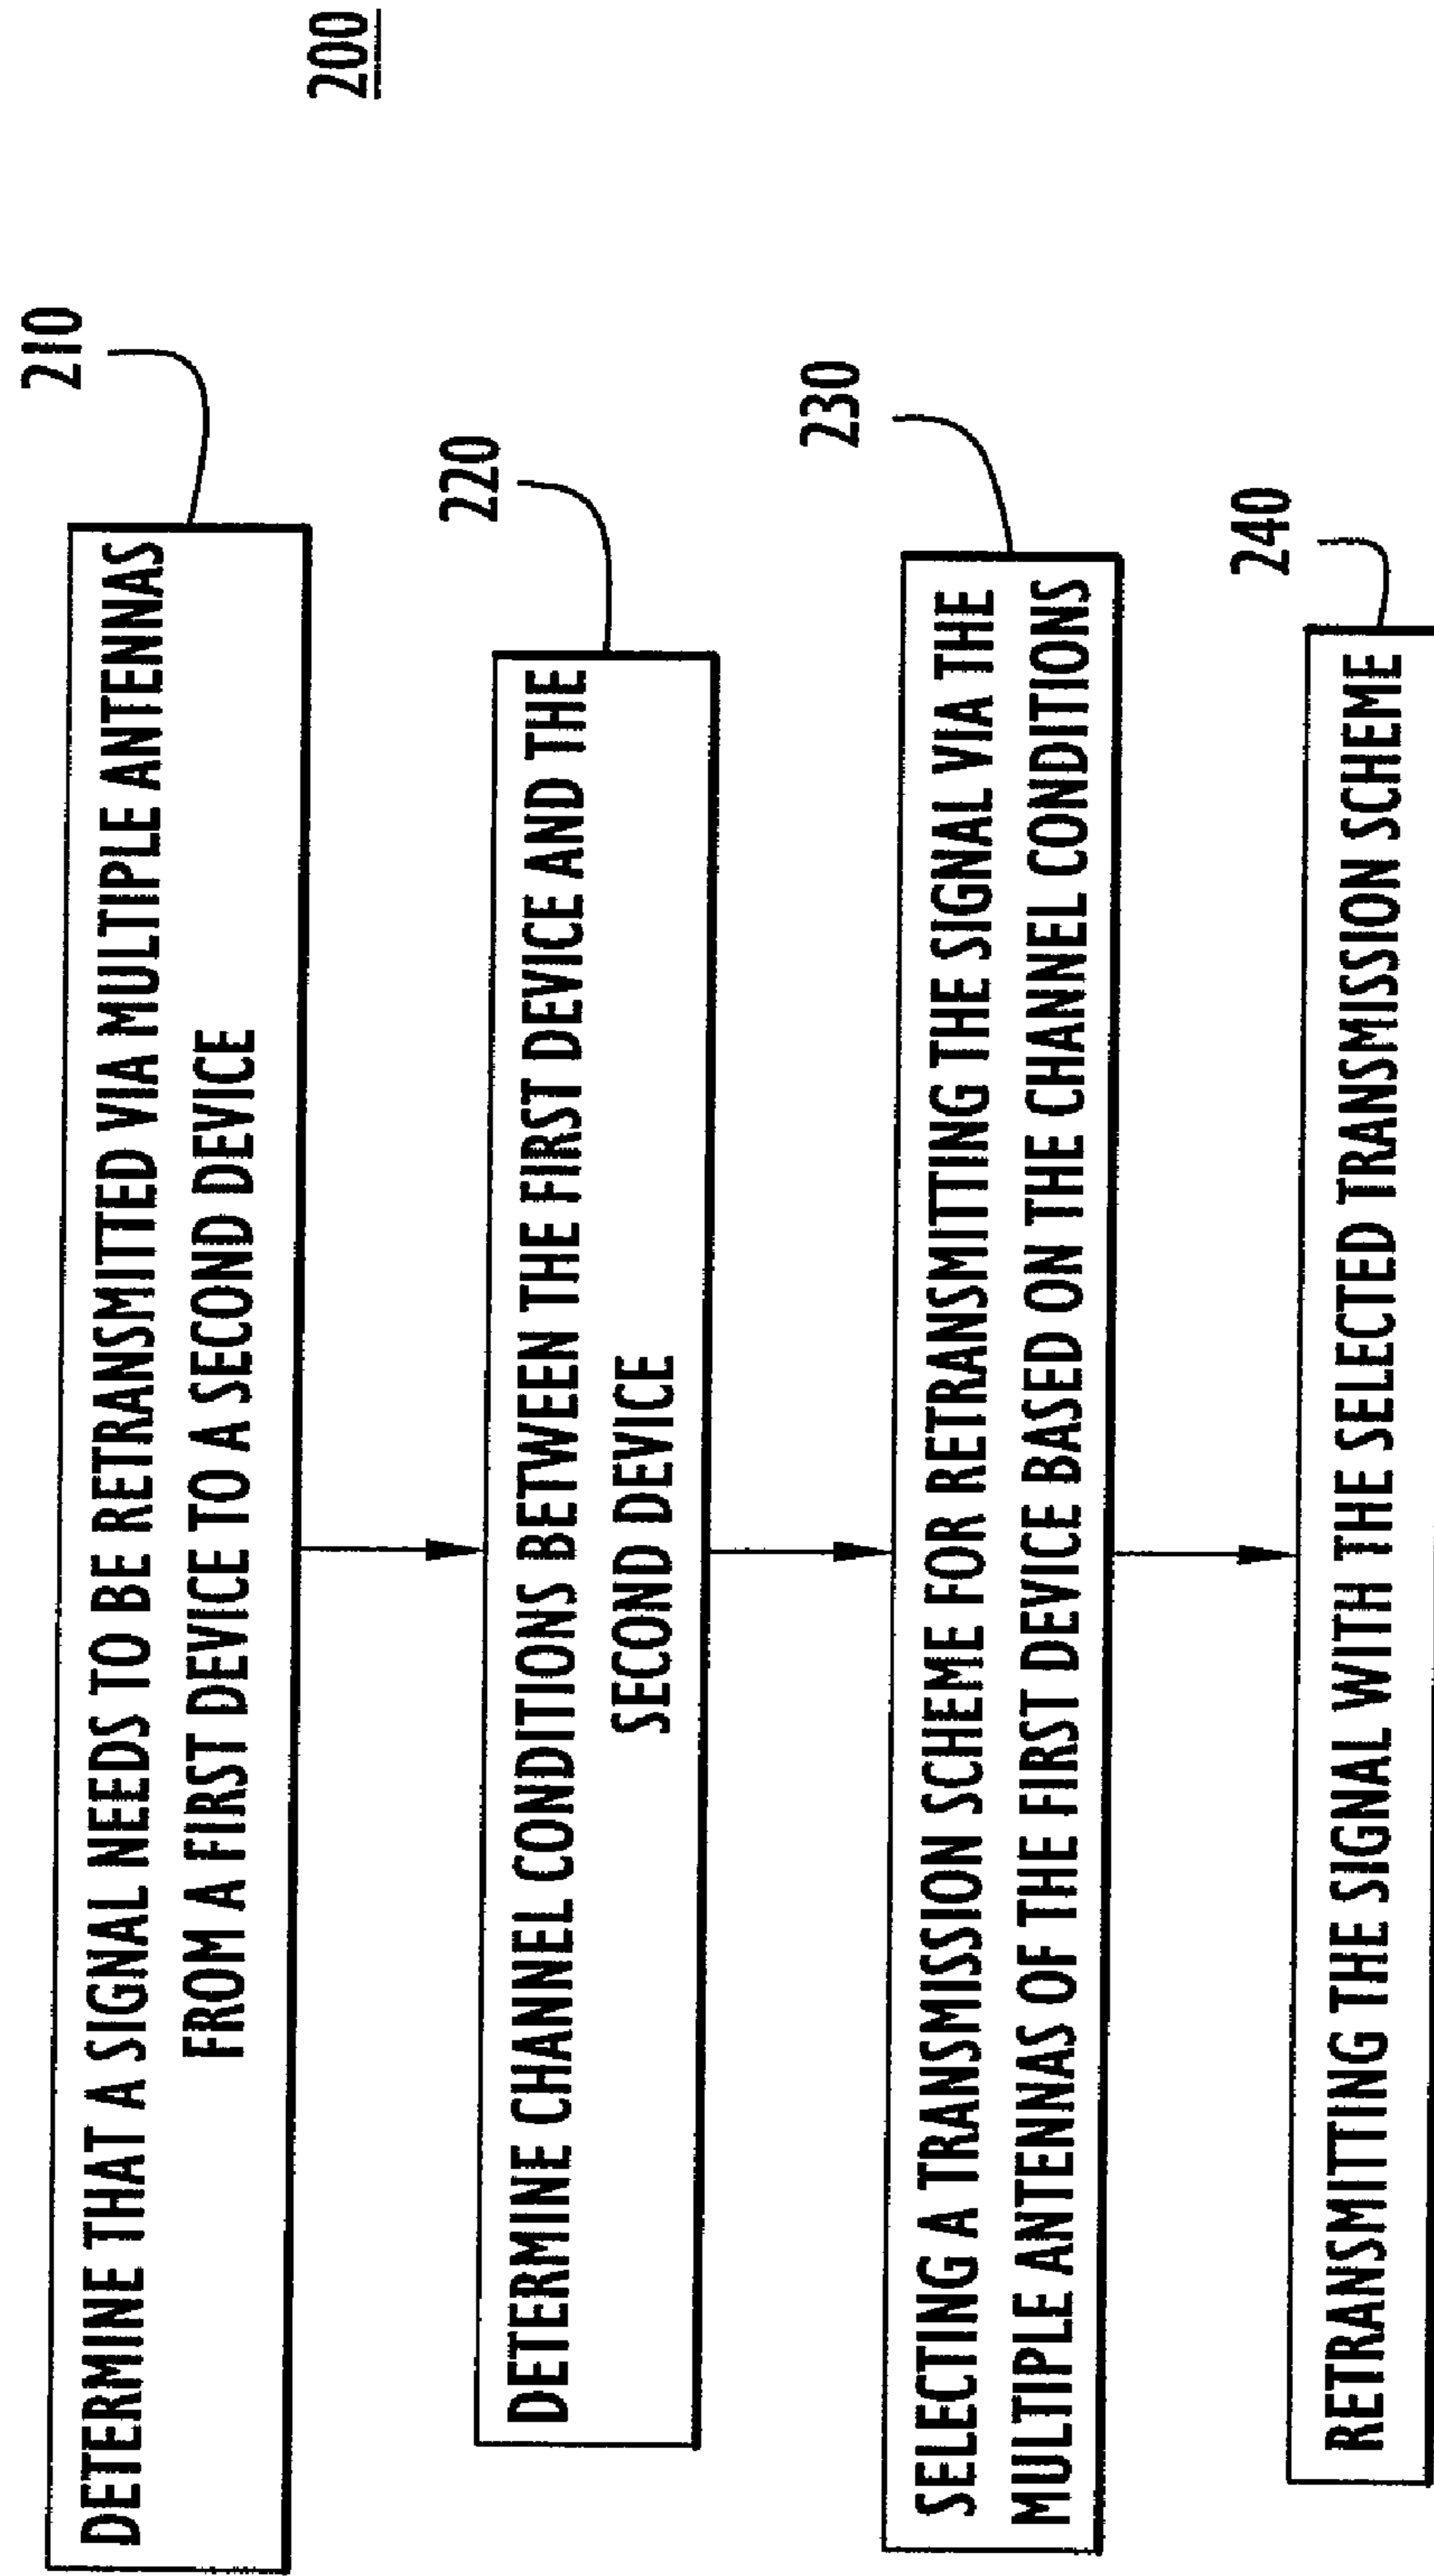 200
210
DETERMINE THAT A SIGNAL NEEDS TO BE RETRANSMITTED VIA MULTIPLE ANTENNAS
FROM A FIRST DEVICE TO A SECOND DEVICE
220
DETERMINE CHANNEL CONDITIONS BETWEEN THE FIRST DEVICE AND THE
SECOND DEVICE
230
SELECTING A TRANSMISSION SCHEME FOR RETRANSMITTING THE SIGNAL VIA THE
MULTIPLE ANTENNAS OF THE FIRST DEVICE BASED ON THE CHANNEL CONDITIONS
240
RETRANSMITTING THE SIGNAL WITH THE SELECTED TRANSMISSION SCHEME